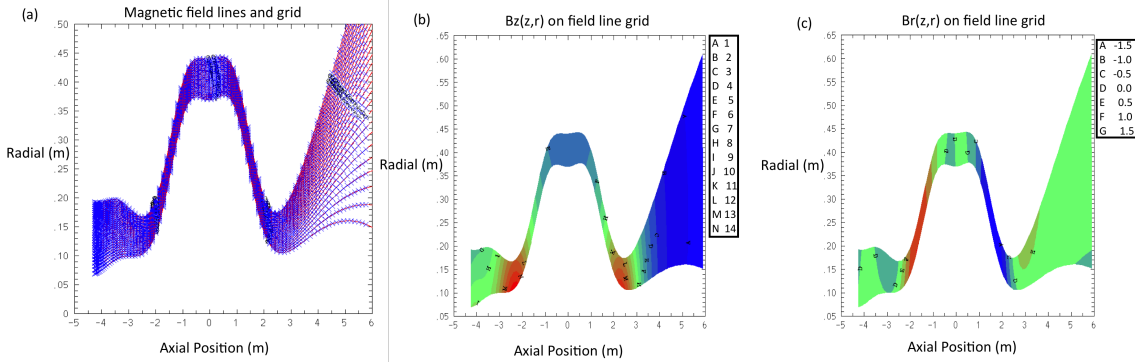 (a)
Magnetic field lines and grid
.50
.45
.40
.35
.30
.25
.20
.15
.10
.05
0
Radial (m)
-5 -4 -3 -2 -1 0 1 2 3 4 5 6
Axial Position (m)
(b)
Bz(z,r) on field line grid
.65
.60
.55
.50
.45
.40
.35
.30
.25
.20
.15
.10
.05
Radial (m)
-5 -4 -3 -2 -1 0 1 2 3 4 5 6
Axial Position (m)
A 1
B 2
C 3
D 4
E 5
F 6
G 7
H 8
I 9
J 10
K 11
L 12
M 13
N 14
(c)
Br(z,r) on field line grid
.65
.60
.55
.50
.45
.40
.35
.30
.25
.20
.15
.10
.05
Radial (m)
-5 -4 -3 -2 -1 0 1 2 3 4 5 6
Axial Position (m)
A -1.5
B -1.0
C -0.5
D 0.0
E 0.5
F 1.0
G 1.5